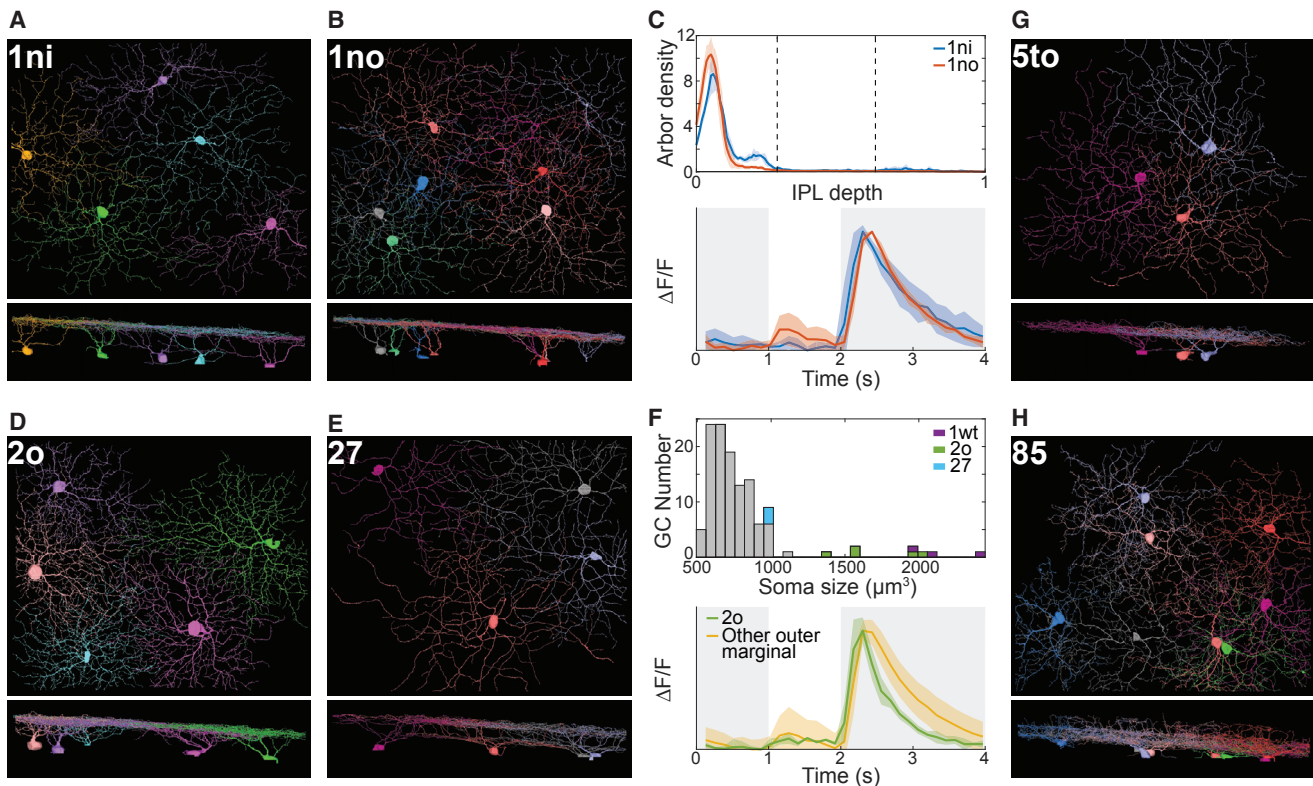 A
1ni
B
1no
C
12
8
4
0
Arbor density
1ni
1no
0
IPL depth
1
ΔF/F
0
1
2
3
4
Time (s)
G
5to
D
2o
E
27
F
20
10
0
GC Number
1wt
2o
27
500
1000
1500
2000
Soma size (μm³)
2o
Other outer
marginal
ΔF/F
0
1
2
3
4
Time (s)
H
85